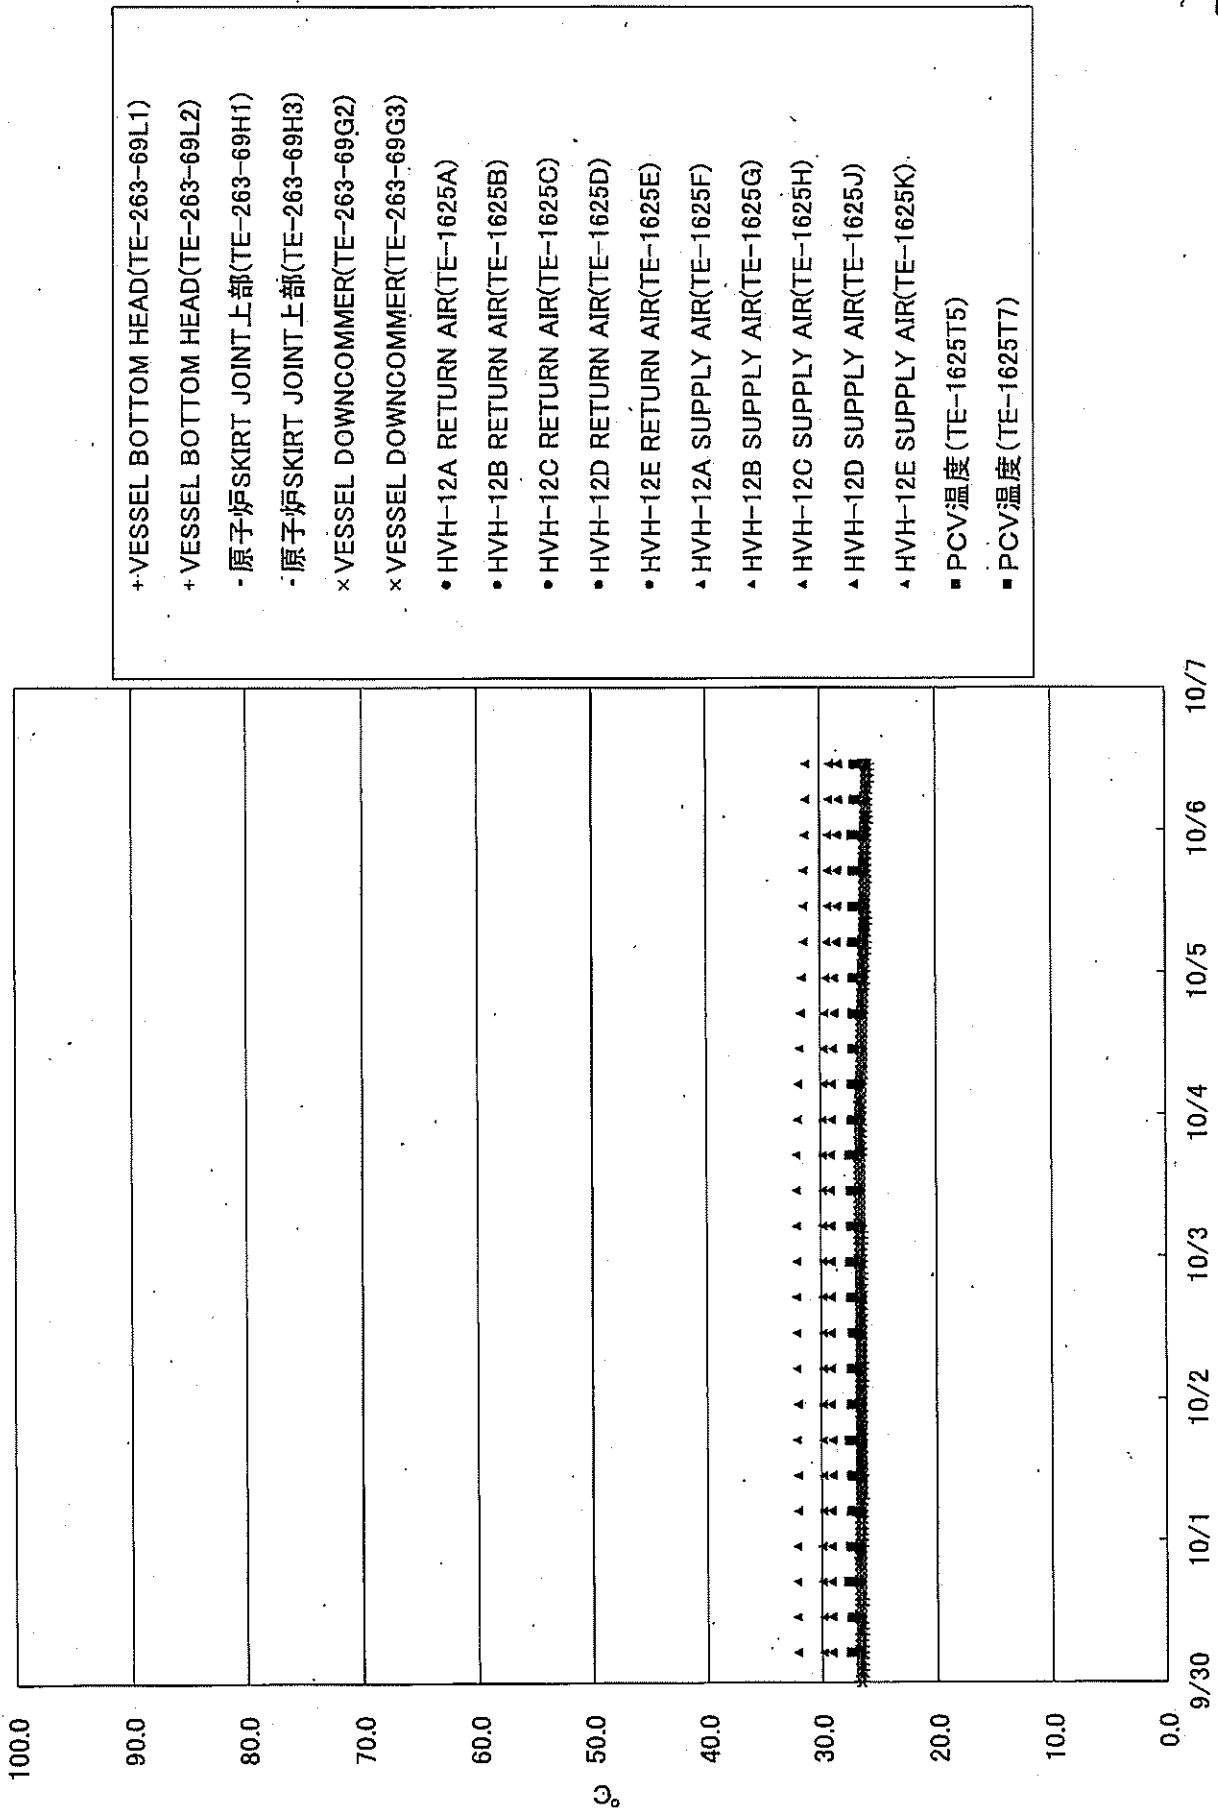 100.0
90.0
80.0
70.0
60.0
50.0
40.0
30.0
20.0
10.0
0.0
℃
9/30
10/1
10/2
10/3
10/4
10/5
10/6
10/7
+VESSEL BOTTOM HEAD(TE-263-69L1)
+VESSEL BOTTOM HEAD(TE-263-69L2)
-原子炉SKIRT JOINT上部(TE-263-69H1)
-原子炉SKIRT JOINT上部(TE-263-69H3)
×VESSEL DOWNCOMMER(TE-263-69G2)
×VESSEL DOWNCOMMER(TE-263-69G3)
●HVH-12A RETURN AIR(TE-1625A)
●HVH-12B RETURN AIR(TE-1625B)
●HVH-12C RETURN AIR(TE-1625C)
●HVH-12D RETURN AIR(TE-1625D)
●HVH-12E RETURN AIR(TE-1625E)
▲HVH-12A SUPPLY AIR(TE-1625F)
▲HVH-12B SUPPLY AIR(TE-1625G)
▲HVH-12C SUPPLY AIR(TE-1625H)
▲HVH-12D SUPPLY AIR(TE-1625J)
▲HVH-12E SUPPLY AIR(TE-1625K)
■PCV温度(TE-1625T5)
■PCV温度(TE-1625T7)